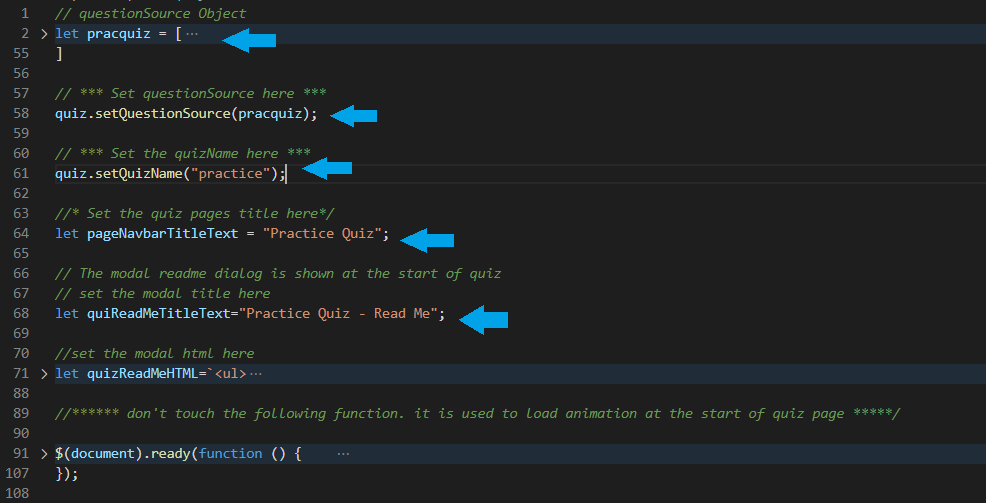 1 // questionSource Object
2 > let pracquiz = [ ···
55 ]
56
57 // *** Set questionSource here ***
58 quiz.setQuestionSource(pracquiz);
59
60 // *** Set the quizName here ***
61 quiz.setQuizName("practice");
62
63 //* Set the quiz pages title here*/
64 let pageNavbarTitleText = "Practice Quiz";
65
66 // The modal readme dialog is shown at the start of quiz
67 // set the modal title here
68 let quiReadMeTitleText="Practice Quiz - Read Me";
69
70 //set the modal html here
71 > let quizReadMeHTML=`<ul> ···
88
89 //****** don't touch the following function. it is used to load animation at the start of quiz page *****/
90
91 > $(document).ready(function () { ···
107 });
108